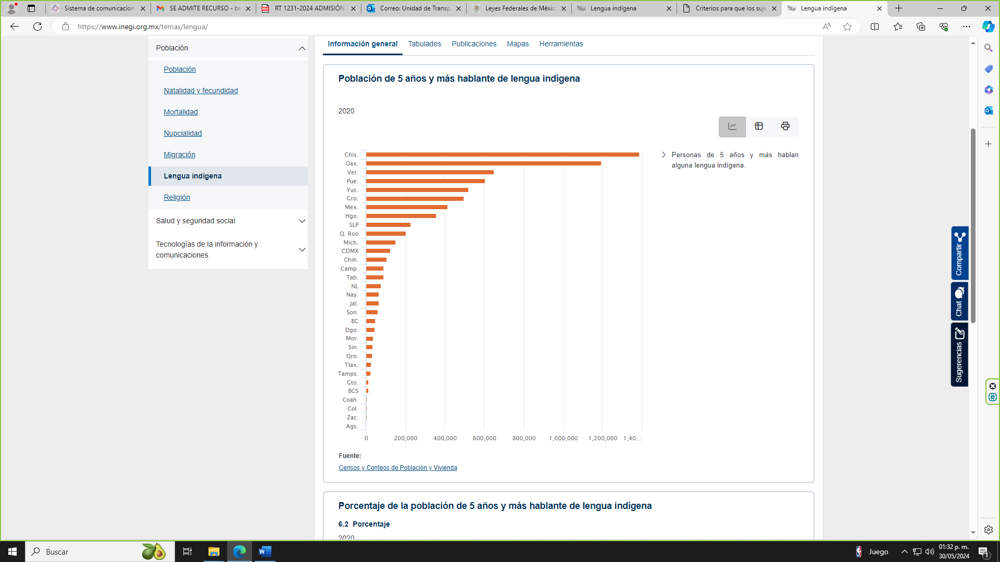 Sistema de comunicacion
SE ADMITE RECURSO - be
RT 1231-2024 ADMISIÓN.
Correo: Unidad de Transpa
Leyes Federales de México
Lengua indígena
Criterios para que los suje
Lengua indígena
https://www.inegi.org.mx/temas/lengua/
Población
Población
Natalidad y fecundidad
Mortalidad
Nupcialidad
Migración
Lengua indígena
Religión
Salud y seguridad social
Tecnologías de la información y
comunicaciones
Información general
Tabulados
Publicaciones
Mapas
Herramientas
Población de 5 años y más hablante de lengua indígena
2020
Chis.
Oax.
Ver.
Pue.
Yuc.
Gro.
Mex.
Hgo.
SLP
Q. Roo
Mich.
CDMX
Chih.
Camp.
Tab.
NL
Nay.
Jal.
Son.
BC
Dgo.
Mor.
Sin.
Qro.
Tlax.
Tamps.
Gto.
BCS
Coah.
Col.
Zac.
Ags.
0
200,000
400,000
600,000
800,000
1,000,000
1,200,000
1,40...
Personas de 5 años y más hablan
alguna lengua indígena.
Fuente:
Censos y Conteos de Población y Vivienda
Porcentaje de la población de 5 años y más hablante de lengua indígena
6.2 Porcentaje
2020
Compartir
Chat
Sugerencias
Buscar
Juego
01:32 p. m.
30/05/2024
1